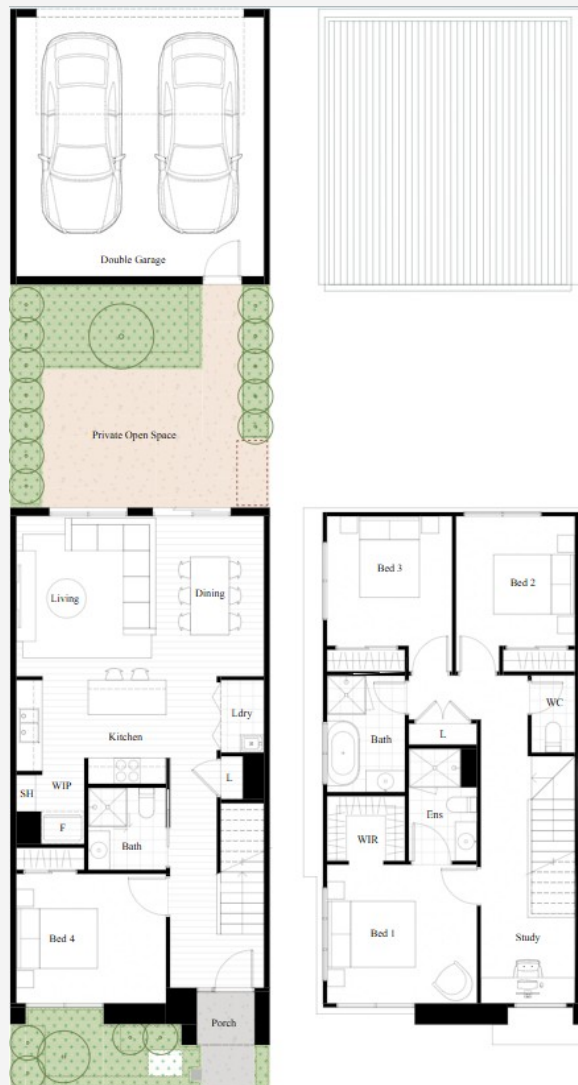 Double Garage
Private Open Space
Living
Dining
Kitchen
Ldry
WIP
L
SH
F
Bath
Bed 4
Porch
Bed 3
Bed 2
WC
Bath
L
Ens
WIR
Bed 1
Study